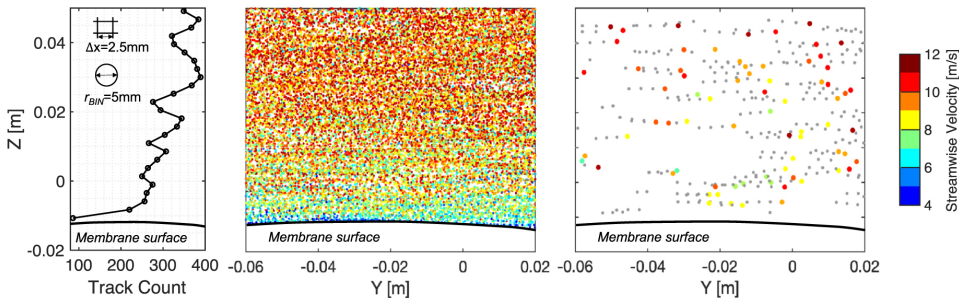 0.04
0.02
0
-0.02
Z [m]
Δx=2.5mm
r_BIN=5mm
Membrane surface
100 200 300 400
Track Count
Membrane surface
-0.06 -0.04 -0.02 0 0.02
Y [m]
Membrane surface
-0.06 -0.04 -0.02 0 0.02
Y [m]
12
10
8
6
4
Streamwise Velocity [m/s]